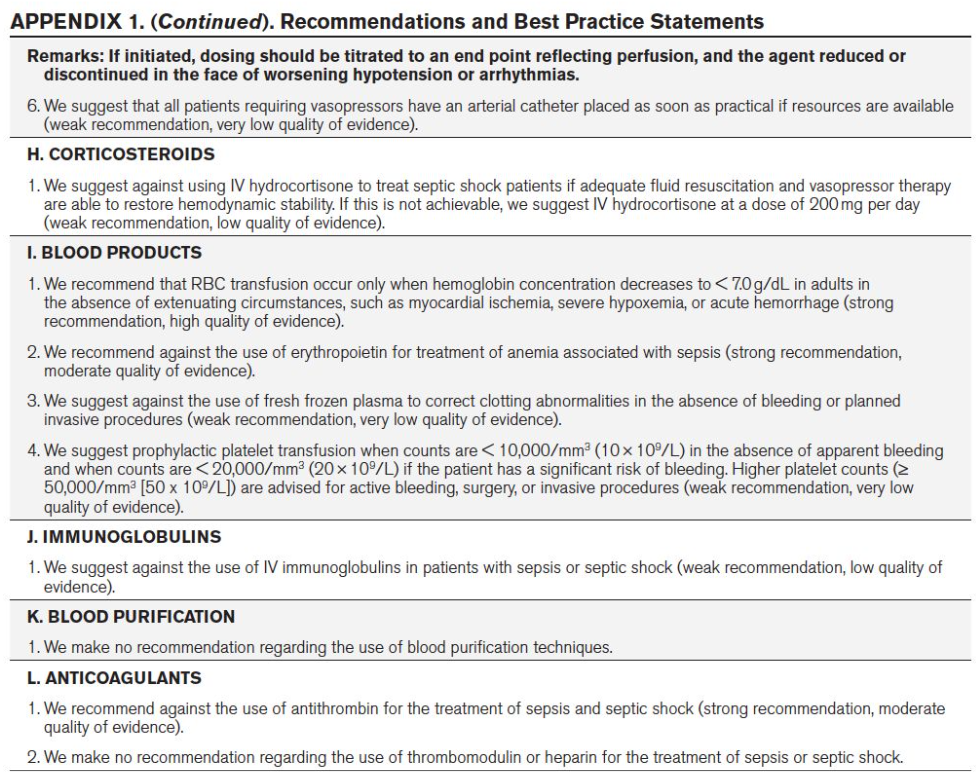 APPENDIX 1. (Continued). Recommendations and Best Practice Statements
Remarks: If initiated, dosing should be titrated to an end point reflecting perfusion, and the agent reduced or
discontinued in the face of worsening hypotension or arrhythmias.
6. We suggest that all patients requiring vasopressors have an arterial catheter placed as soon as practical if resources are available
(weak recommendation, very low quality of evidence).
H. CORTICOSTEROIDS
1. We suggest against using IV hydrocortisone to treat septic shock patients if adequate fluid resuscitation and vasopressor therapy
are able to restore hemodynamic stability. If this is not achievable, we suggest IV hydrocortisone at a dose of 200 mg per day
(weak recommendation, low quality of evidence).
I. BLOOD PRODUCTS
1. We recommend that RBC transfusion occur only when hemoglobin concentration decreases to < 7.0 g/dL in adults in
the absence of extenuating circumstances, such as myocardial ischemia, severe hypoxemia, or acute hemorrhage (strong
recommendation, high quality of evidence).
2. We recommend against the use of erythropoietin for treatment of anemia associated with sepsis (strong recommendation,
moderate quality of evidence).
3. We suggest against the use of fresh frozen plasma to correct clotting abnormalities in the absence of bleeding or planned
invasive procedures (weak recommendation, very low quality of evidence).
4. We suggest prophylactic platelet transfusion when counts are < 10,000/mm³ (10 × 10⁹/L) in the absence of apparent bleeding
and when counts are < 20,000/mm³ (20 × 10⁹/L) if the patient has a significant risk of bleeding. Higher platelet counts (≥
50,000/mm³ [50 x 10⁹/L]) are advised for active bleeding, surgery, or invasive procedures (weak recommendation, very low
quality of evidence).
J. IMMUNOGLOBULINS
1. We suggest against the use of IV immunoglobulins in patients with sepsis or septic shock (weak recommendation, low quality of
evidence).
K. BLOOD PURIFICATION
1. We make no recommendation regarding the use of blood purification techniques.
L. ANTICOAGULANTS
1. We recommend against the use of antithrombin for the treatment of sepsis and septic shock (strong recommendation, moderate
quality of evidence).
2. We make no recommendation regarding the use of thrombomodulin or heparin for the treatment of sepsis or septic shock.